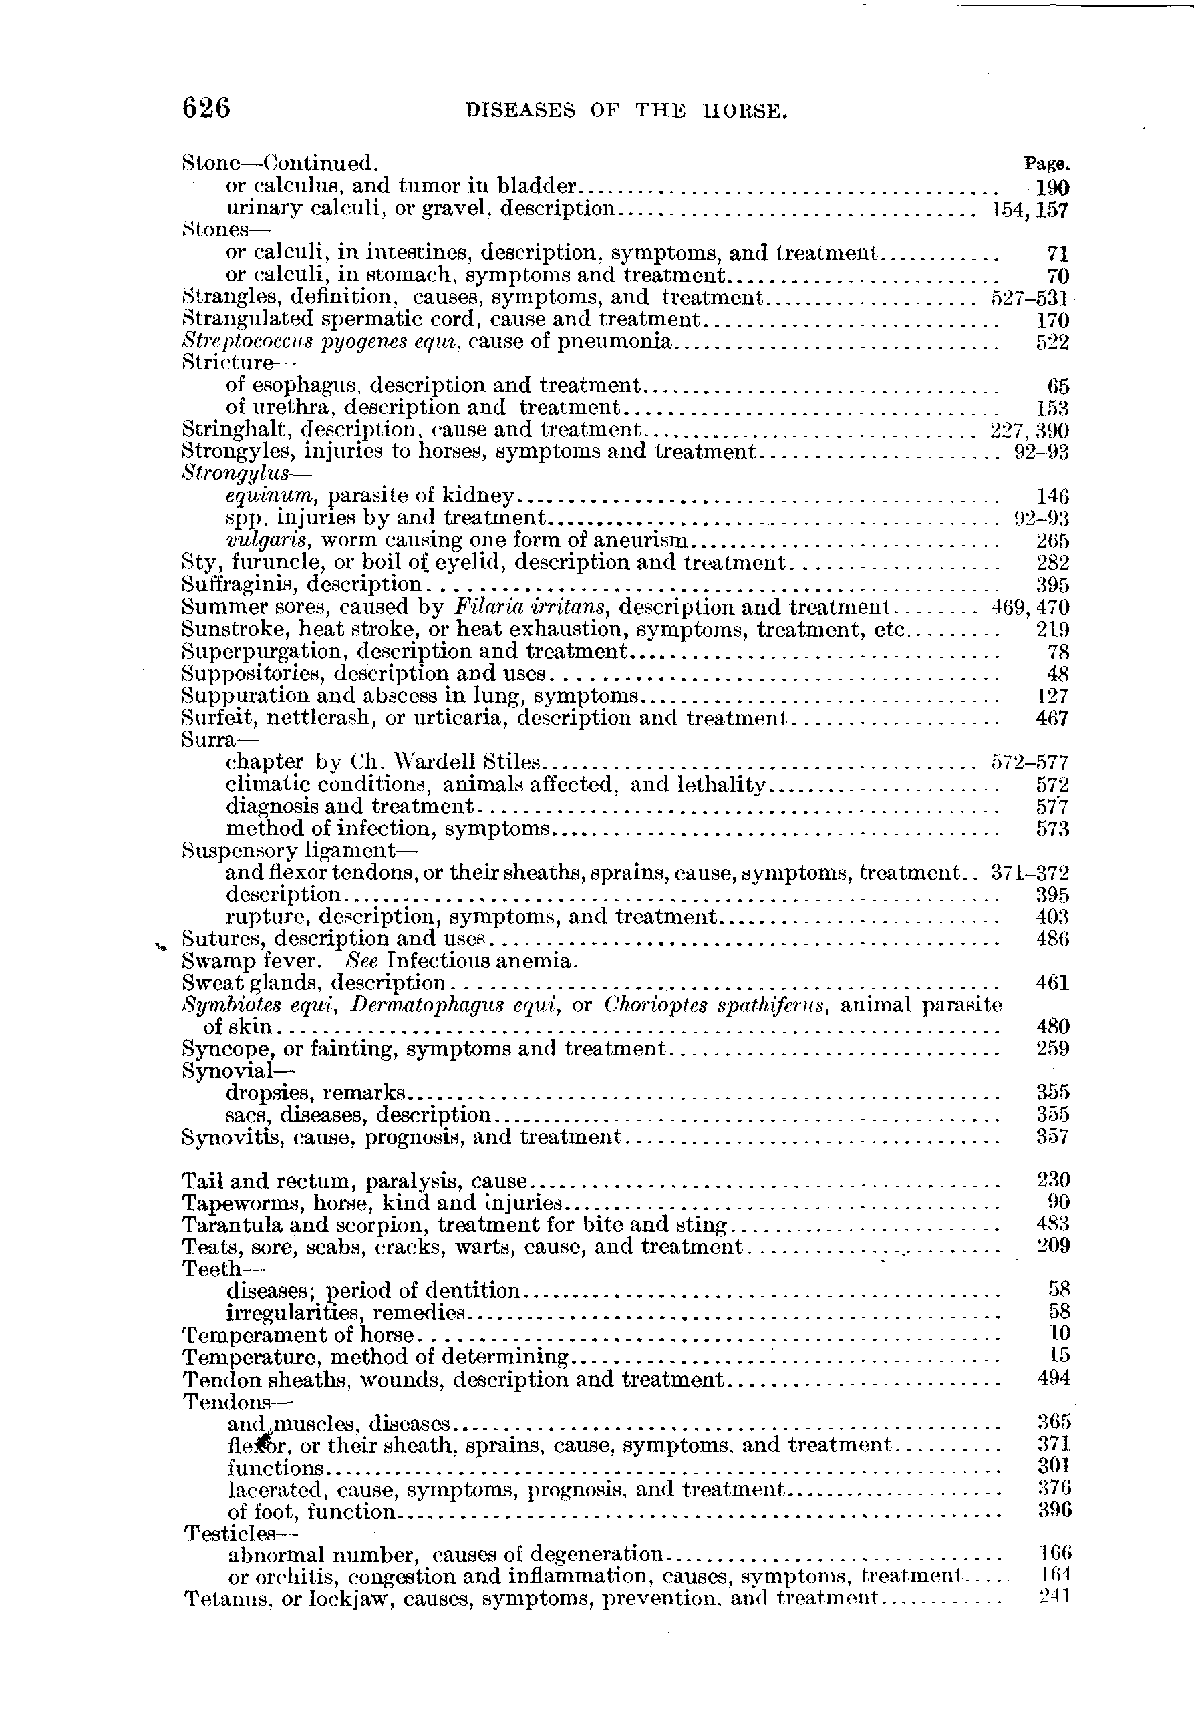 626 DISEASES OF THE HORSE.
Stone—Continued. Page.
or calculus, and tumor in bladder 190
urinary calculi, or gravel, description 154, 157
Stones—
or calculi, in intestines, description, symptoms, and treatment 71
or calculi, in stomach, symptoms and treatment 70
Strangles, definition, causes, symptoms, and treatment 527–531
Strangulated spermatic cord, cause and treatment 170
Streptococcus pyogenes equi, cause of pneumonia 522
Stricture—
of esophagus, description and treatment 65
of urethra, description and treatment 153
Stringhalt, description, cause and treatment 227, 390
Strongyles, injuries to horses, symptoms and treatment 92–93
Strongylus—
equinum, parasite of kidney 146
spp. injuries by and treatment 92–93
vulgaris, worm causing one form of aneurism 265
Sty, furuncle, or boil of eyelid, description and treatment 282
Suffraginis, description 395
Summer sores, caused by Filaria irritans, description and treatment 469, 470
Sunstroke, heat stroke, or heat exhaustion, symptoms, treatment, etc 219
Superpurgation, description and treatment 78
Suppositories, description and uses 48
Suppuration and abscess in lung, symptoms 127
Surfeit, nettlerash, or urticaria, description and treatment 467
Surra—
chapter by Ch. Wardell Stiles 572–577
climatic conditions, animals affected, and lethality 572
diagnosis and treatment 577
method of infection, symptoms 573
Suspensory ligament—
and flexor tendons, or their sheaths, sprains, cause, symptoms, treatment 371–372
description 395
rupture, description, symptoms, and treatment 403
Sutures, description and uses 486
Swamp fever. See Infectious anemia.
Sweat glands, description 461
Symbiotes equi, Dermatophagus equi, or Chorioptes spathiferus, animal parasite
of skin 480
Syncope, or fainting, symptoms and treatment 259
Synovial—
dropsies, remarks 355
sacs, diseases, description 355
Synovitis, cause, prognosis, and treatment 357
Tail and rectum, paralysis, cause 230
Tapeworms, horse, kind and injuries 90
Tarantula and scorpion, treatment for bite and sting 483
Teats, sore, scabs, cracks, warts, cause, and treatment 209
Teeth—
diseases; period of dentition 58
irregularities, remedies 58
Temperament of horse 10
Temperature, method of determining 15
Tendon sheaths, wounds, description and treatment 494
Tendons—
and muscles, diseases 365
flexor, or their sheath, sprains, cause, symptoms, and treatment 371
functions 301
lacerated, cause, symptoms, prognosis, and treatment 376
of foot, function 396
Testicles—
abnormal number, causes of degeneration 166
or orchitis, congestion and inflammation, causes, symptoms, treatment 164
Tetanus, or lockjaw, causes, symptoms, prevention, and treatment 241